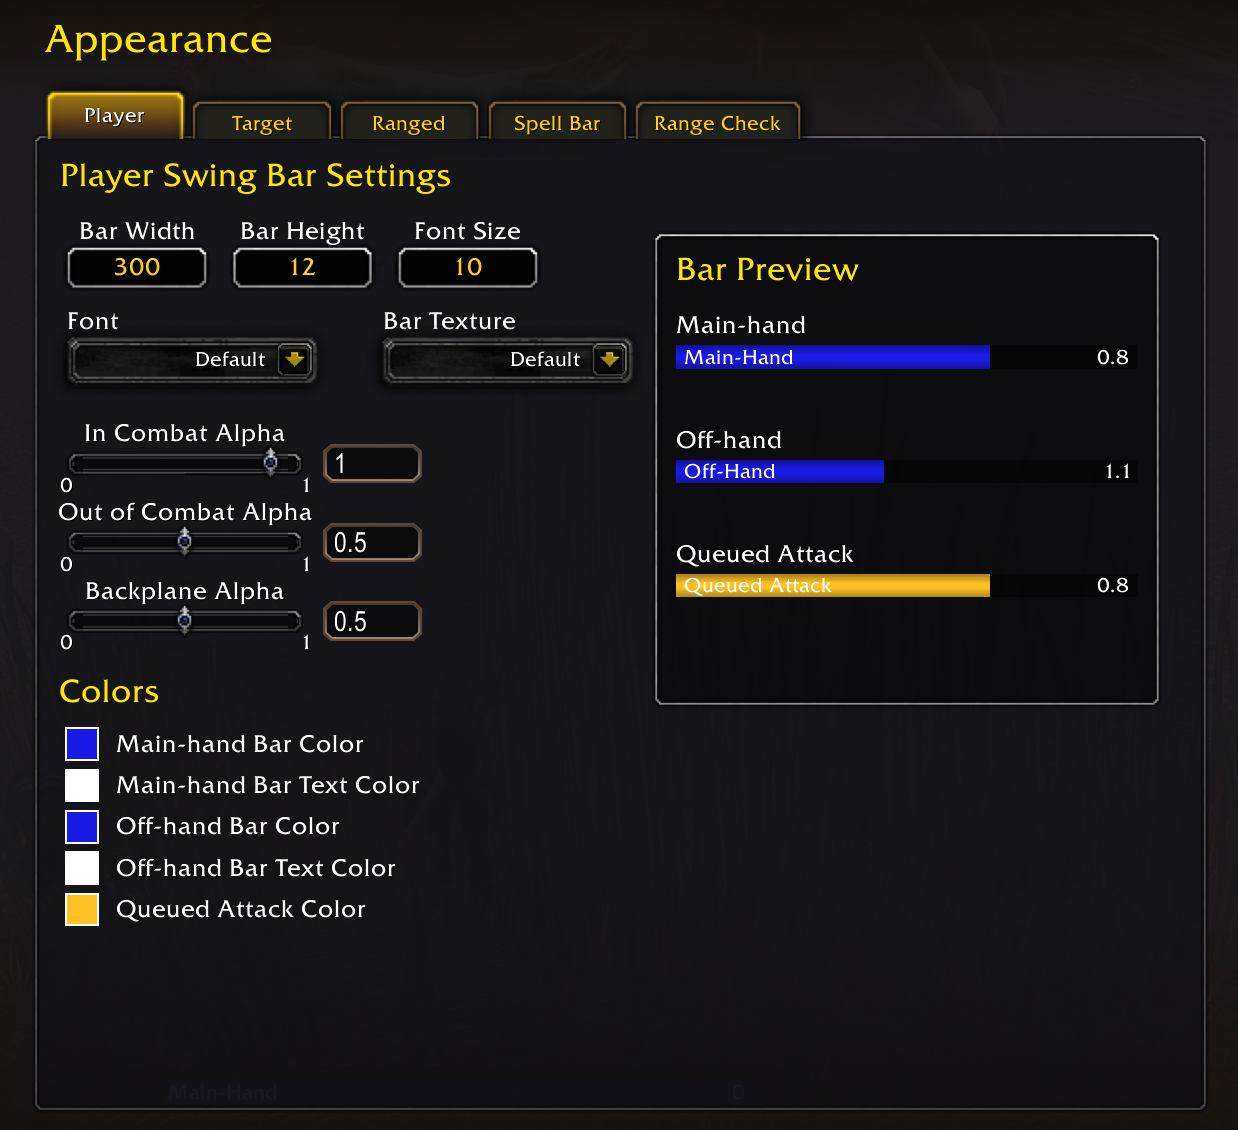 Appearance
Player Target Ranged Spell Bar Range Check
Player Swing Bar Settings
Bar Width Bar Height Font Size
300 12 10
Font Bar Texture
Default Default
In Combat Alpha
1
0 1
Out of Combat Alpha
0.5
0 1
Backplane Alpha
0.5
0 1
Colors
Main-hand Bar Color
Main-hand Bar Text Color
Off-hand Bar Color
Off-hand Bar Text Color
Queued Attack Color
Bar Preview
Main-hand
Main-Hand 0.8
Off-hand
Off-Hand 1.1
Queued Attack
Queued Attack 0.8
Main-Hand 0